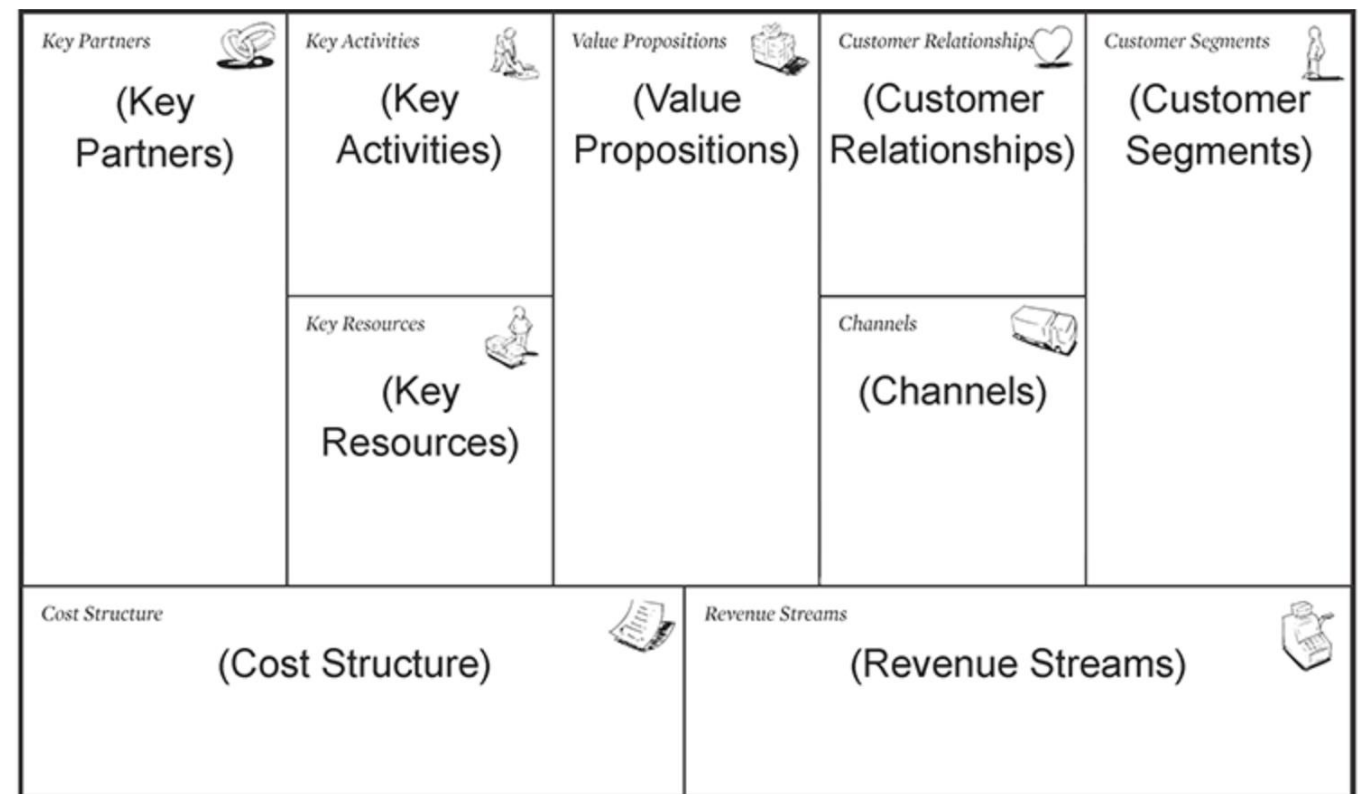 Key Partners
(Key
Partners)
Key Activities
(Key
Activities)
Key Resources
(Key
Resources)
Value Propositions
(Value
Propositions)
Customer Relationships
(Customer
Relationships)
Channels
(Channels)
Customer Segments
(Customer
Segments)
Cost Structure
(Cost Structure)
Revenue Streams
(Revenue Streams)